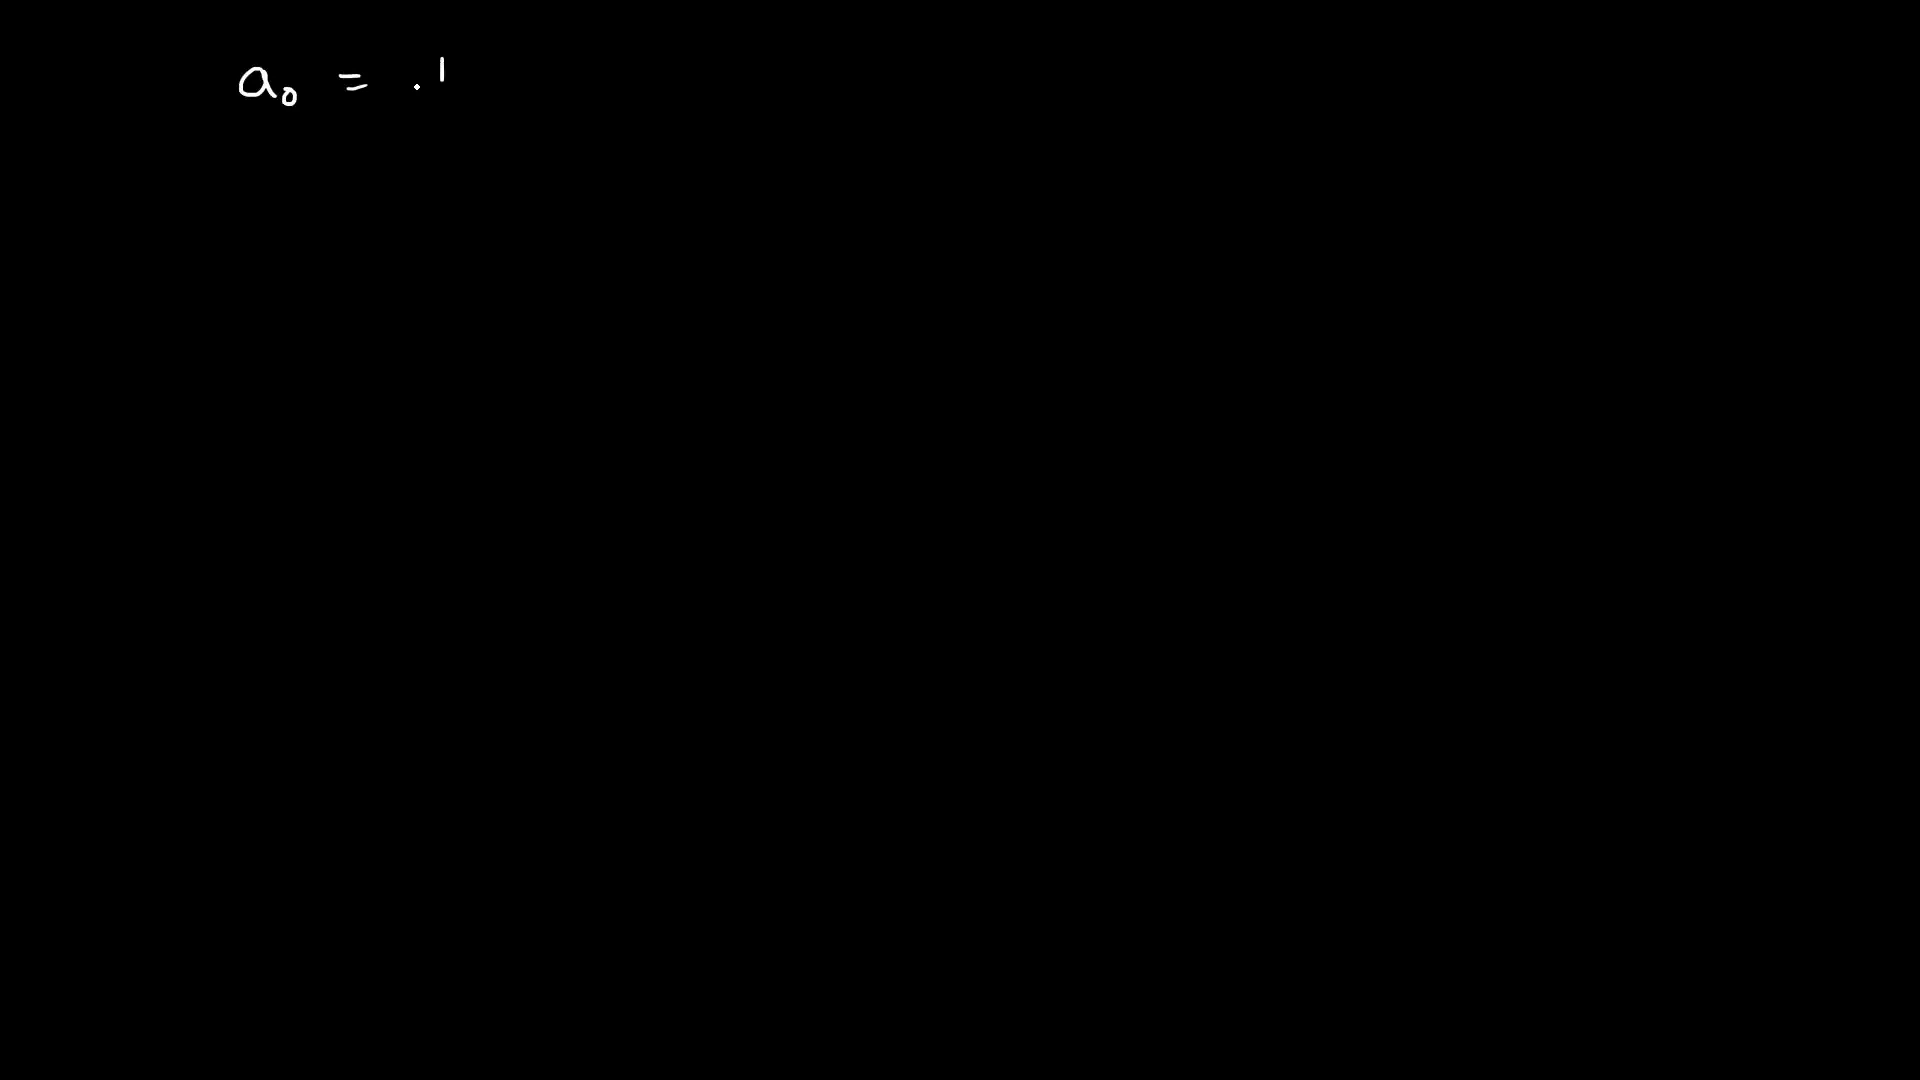 a₀ = .1